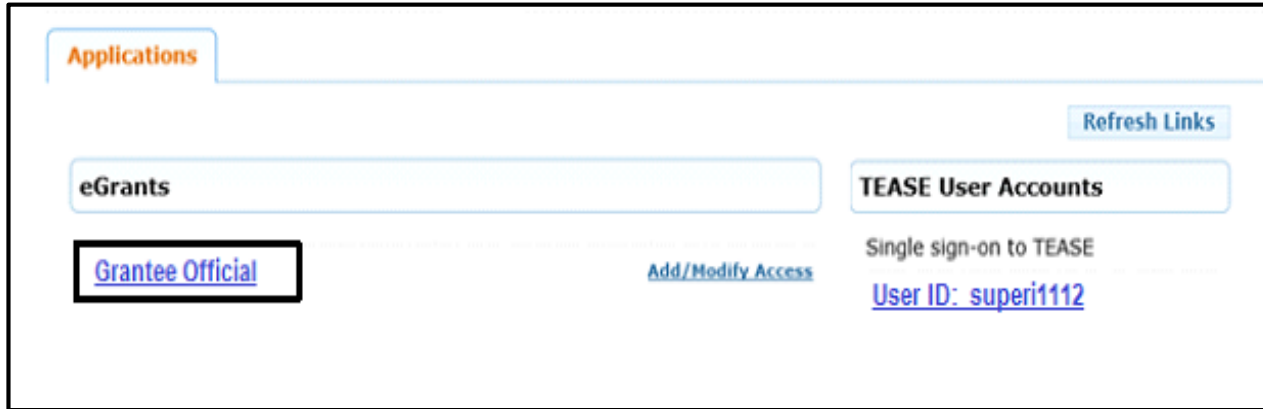 Applications
Refresh Links
eGrants
TEASE User Accounts
Grantee Official
Add/Modify Access
Single sign-on to TEASE
User ID: superi1112